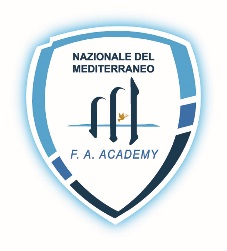 NAZIONALE DEL
MEDITERRANEO
F. A. ACADEMY